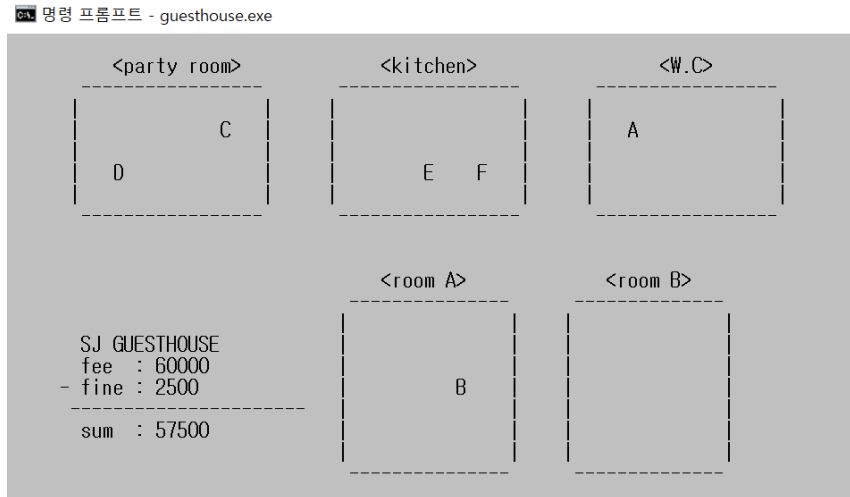 명령 프롬프트 - guesthouse.exe
<party room> <kitchen> <W.C>
C A
D E F
<room A> <room B>
SJ GUESTHOUSE
fee : 60000
- fine : 2500 B
sum : 57500